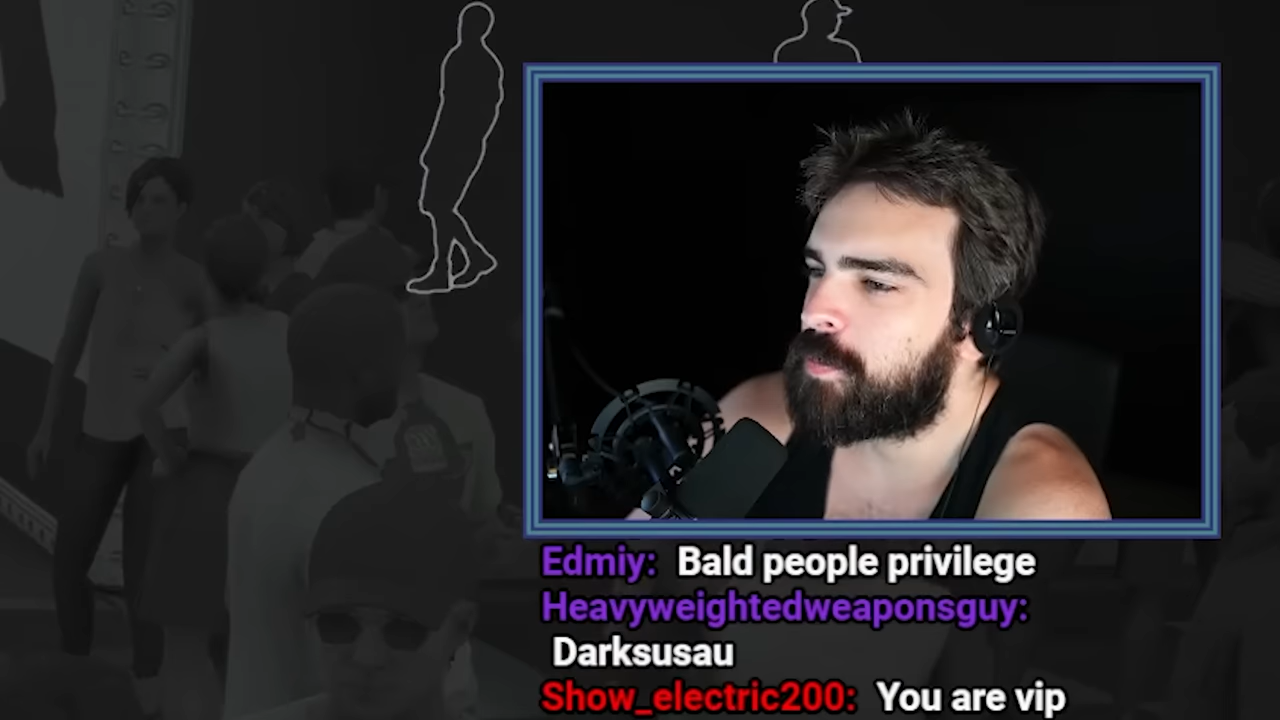 Edmiy: Bald people privilege
Heavyweightedweaponsguy:
Darksusau
Show_electric200: You are vip